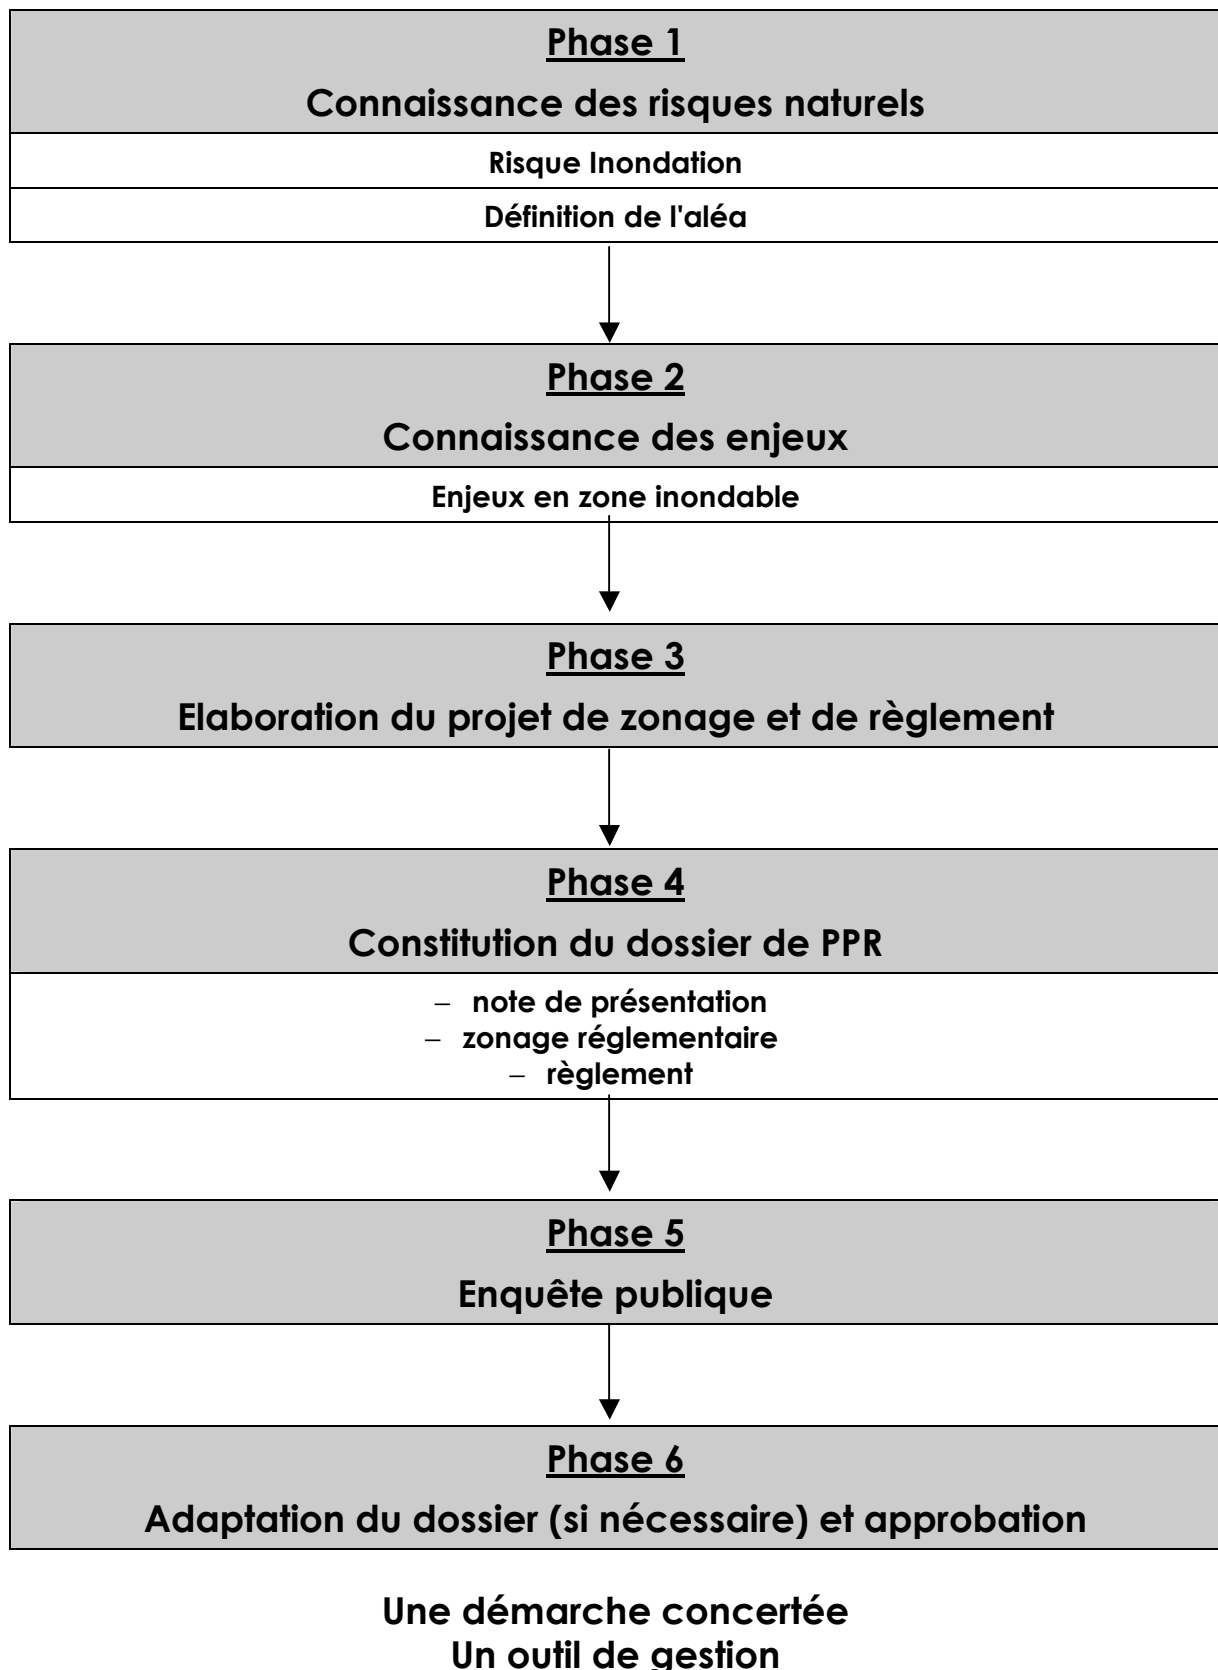 Phase 1
Connaissance des risques naturels
Risque Inondation
Définition de l'aléa
Phase 2
Connaissance des enjeux
Enjeux en zone inondable
Phase 3
Elaboration du projet de zonage et de règlement
Phase 4
Constitution du dossier de PPR
– note de présentation
– zonage réglementaire
– règlement
Phase 5
Enquête publique
Phase 6
Adaptation du dossier (si nécessaire) et approbation
Une démarche concertée
Un outil de gestion